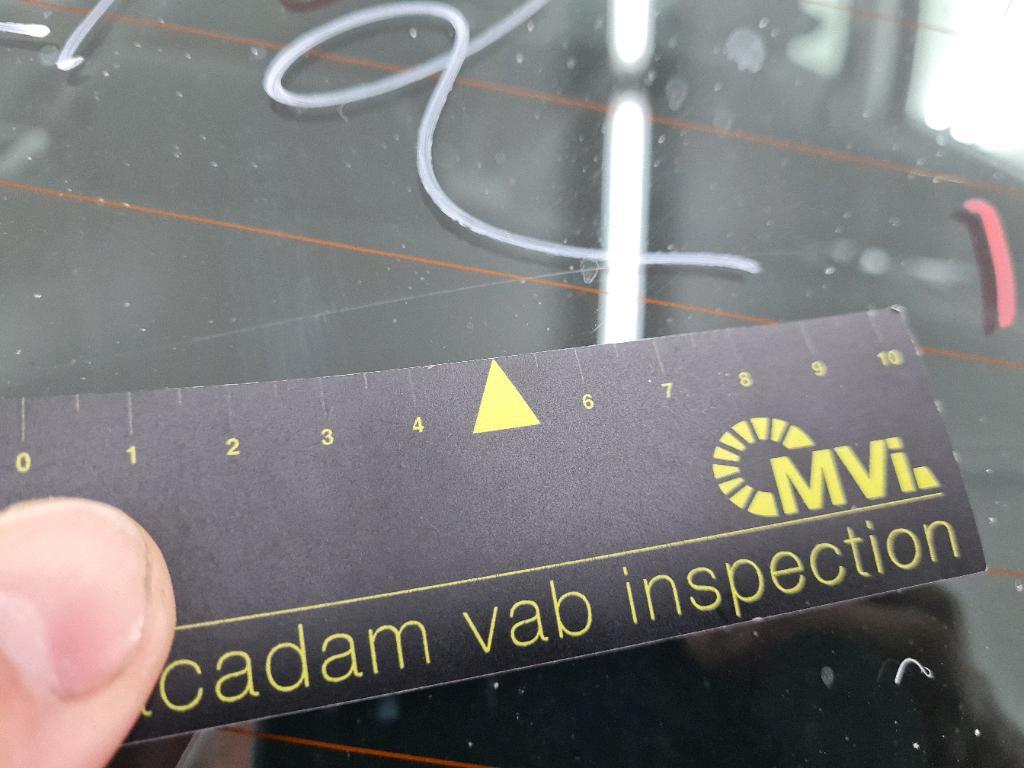 0 1 2 3 4 6 7 8 9 10
MVi
cadam vab inspection